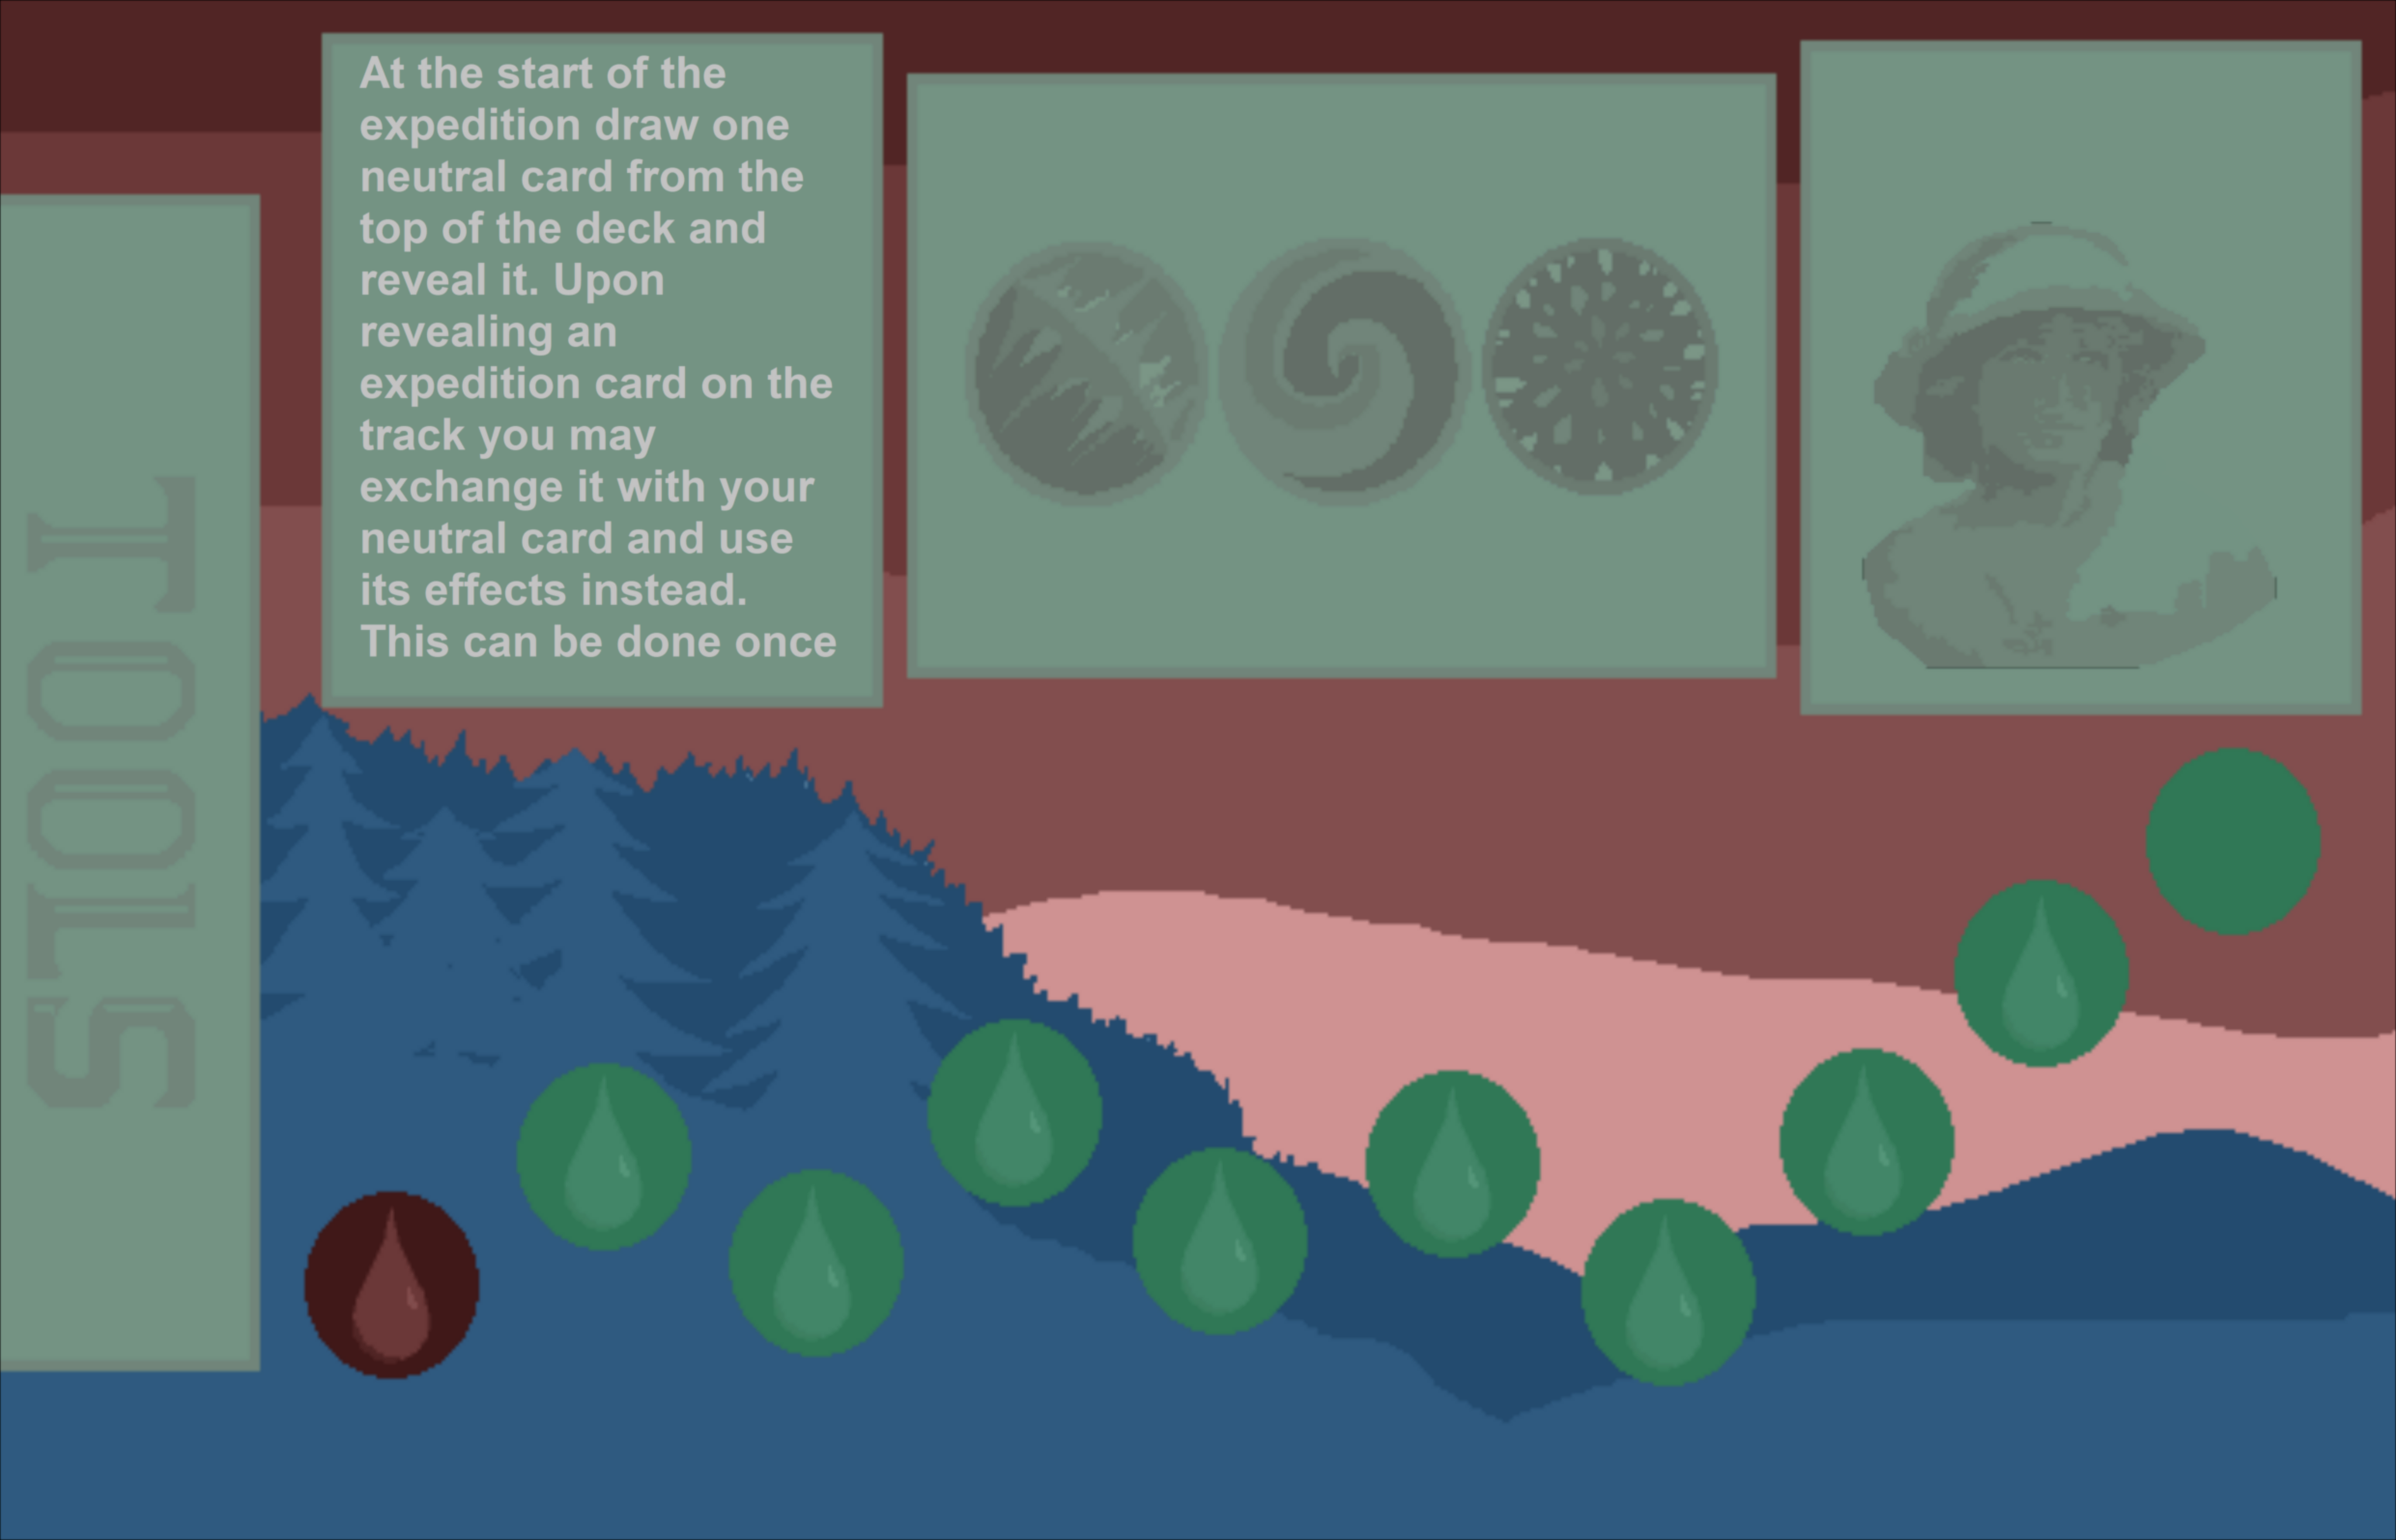 TOOLS
At the start of the
expedition draw one
neutral card from the
top of the deck and
reveal it. Upon
revealing an
expedition card on the
track you may
exchange it with your
neutral card and use
its effects instead.
This can be done once